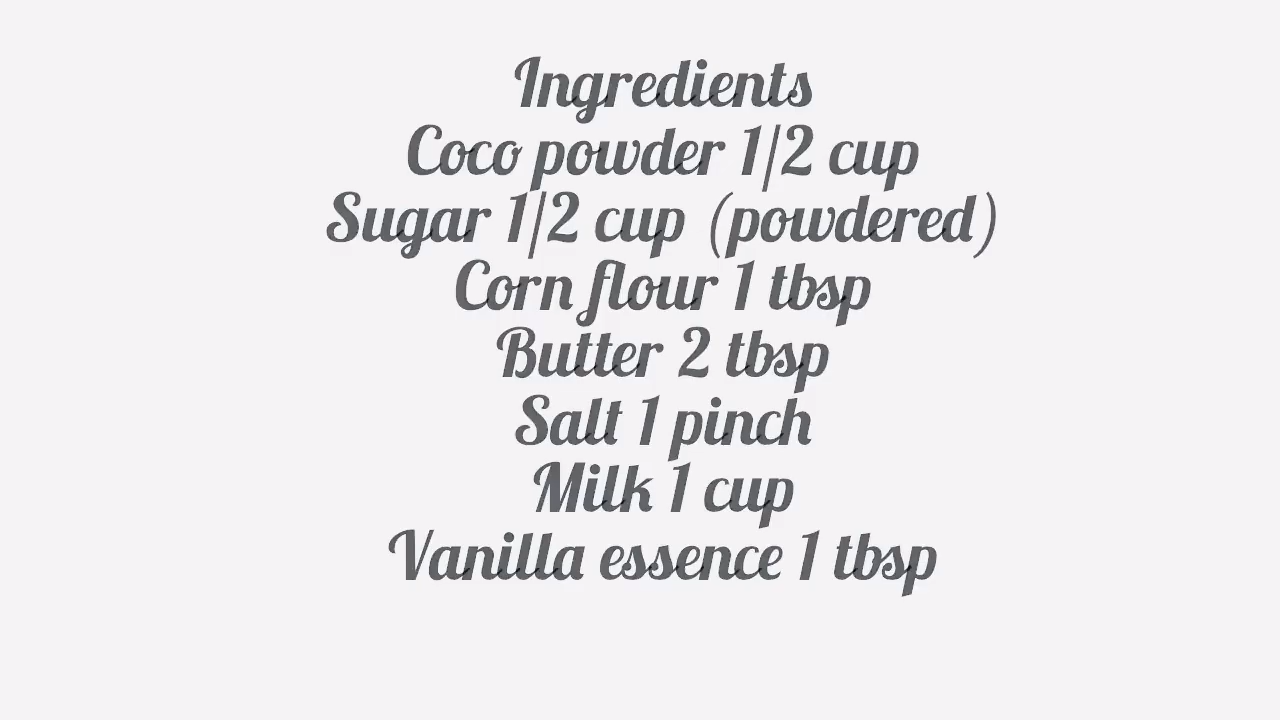 Ingredients
Coco powder 1/2 cup
Sugar 1/2 cup (powdered)
Corn flour 1 tbsp
Butter 2 tbsp
Salt 1 pinch
Milk 1 cup
Vanilla essence 1 tbsp